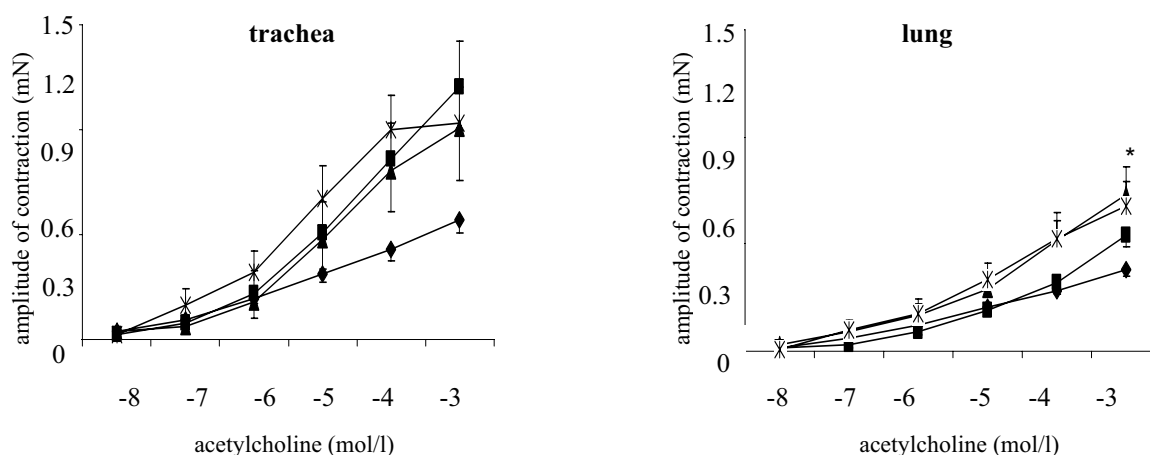 trachea
amplitude of contraction (mN)
1.5
1.2
0.9
0.6
0.3
0
-8 -7 -6 -5 -4 -3
acetylcholine (mol/l)
lung
amplitude of contraction (mN)
1.5
1.2
0.9
0.6
0.3
0
*
-8 -7 -6 -5 -4 -3
acetylcholine (mol/l)